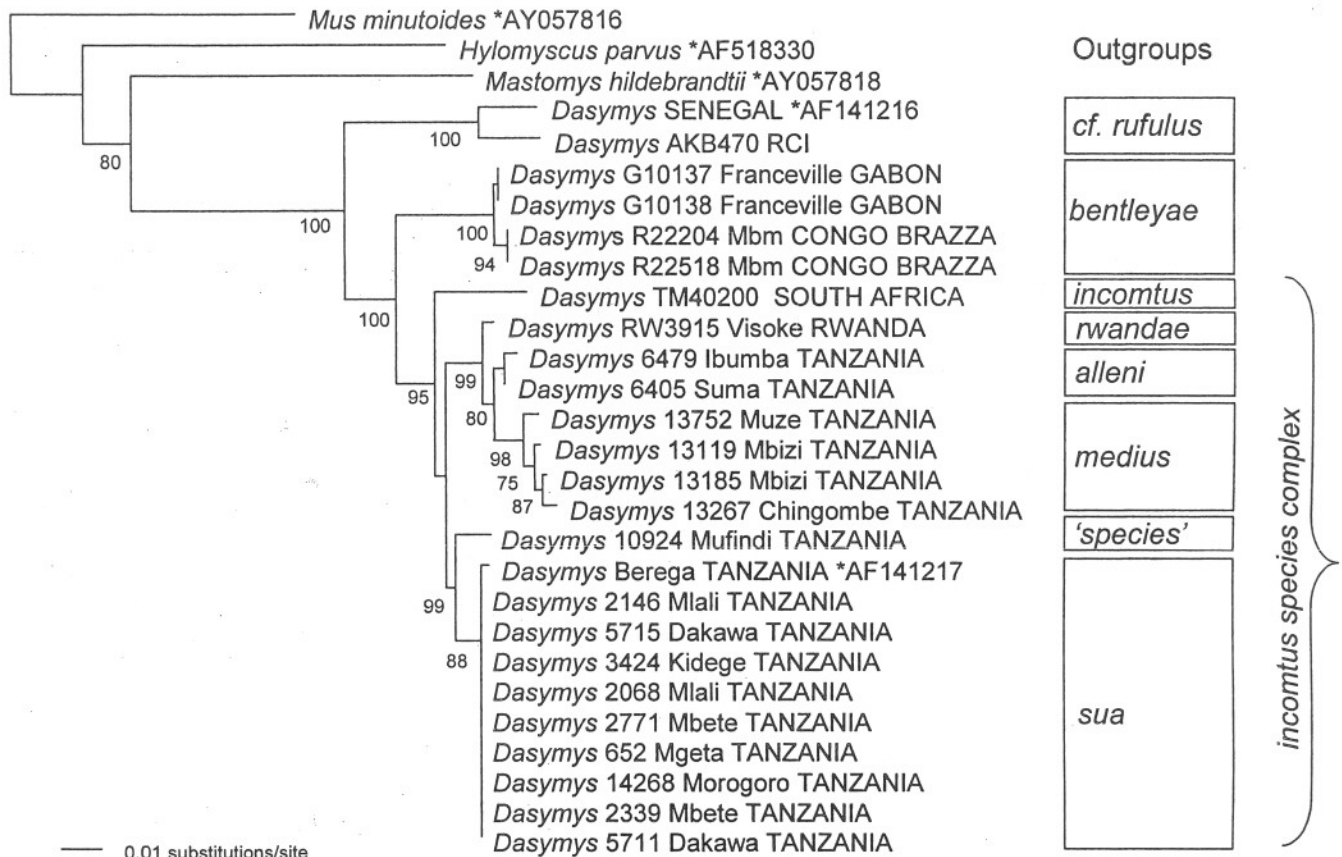 Mus minutoides *AY057816
Hylomyscus parvus *AF518330
Outgroups
Mastomys hildebrandtii *AY057818
Dasymys SENEGAL *AF141216
100
cf. rufulus
Dasymys AKB470 RCI
80
Dasymys G10137 Franceville GABON
Dasymys G10138 Franceville GABON
bentleyae
100
100
Dasymys R22204 Mbm CONGO BRAZZA
94
Dasymys R22518 Mbm CONGO BRAZZA
Dasymys TM40200 SOUTH AFRICA
incomtus
100
Dasymys RW3915 Visoke RWANDA
rwandae
Dasymys 6479 Ibumba TANZANIA
alleni
99
95
Dasymys 6405 Suma TANZANIA
80
Dasymys 13752 Muze TANZANIA
Dasymys 13119 Mbizi TANZANIA
medius
98
75
Dasymys 13185 Mbizi TANZANIA
87
Dasymys 13267 Chingombe TANZANIA
Dasymys 10924 Mufindi TANZANIA
'species'
Dasymys Berega TANZANIA *AF141217
99
Dasymys 2146 Mlali TANZANIA
Dasymys 5715 Dakawa TANZANIA
88
Dasymys 3424 Kidege TANZANIA
Dasymys 2068 Mlali TANZANIA
Dasymys 2771 Mbete TANZANIA
sua
Dasymys 652 Mgeta TANZANIA
Dasymys 14268 Morogoro TANZANIA
Dasymys 2339 Mbete TANZANIA
Dasymys 5711 Dakawa TANZANIA
incomtus species complex
0.01 substitutions/site